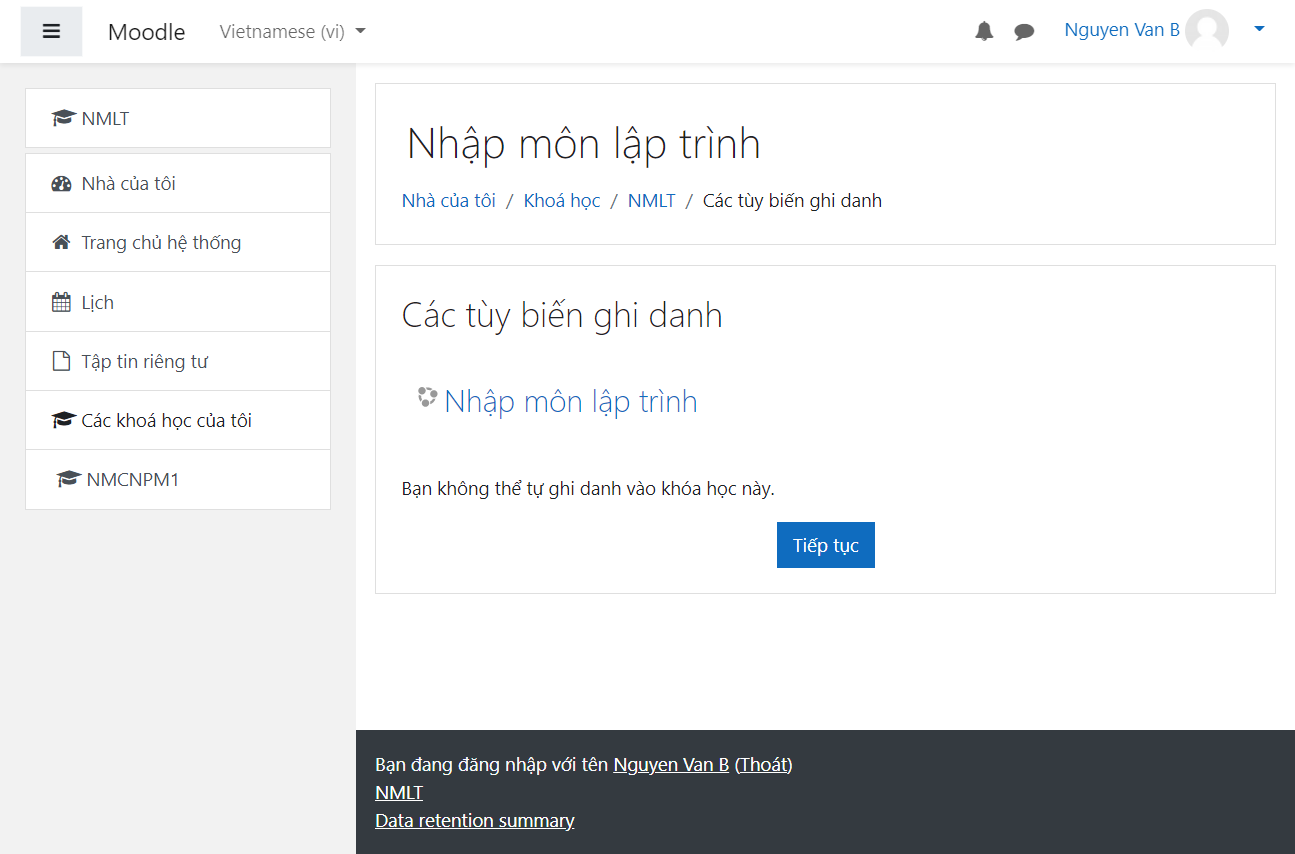 Moodle Vietnamese (vi) Nguyen Van B
NMLT
Nhà của tôi
Trang chủ hệ thống
Lịch
Tập tin riêng tư
Các khoá học của tôi
NMCNPM1
Nhập môn lập trình
Nhà của tôi / Khoá học / NMLT / Các tùy biến ghi danh
Các tùy biến ghi danh
Nhập môn lập trình
Bạn không thể tự ghi danh vào khóa học này.
Tiếp tục
Bạn đang đăng nhập với tên Nguyen Van B (Thoát)
NMLT
Data retention summary